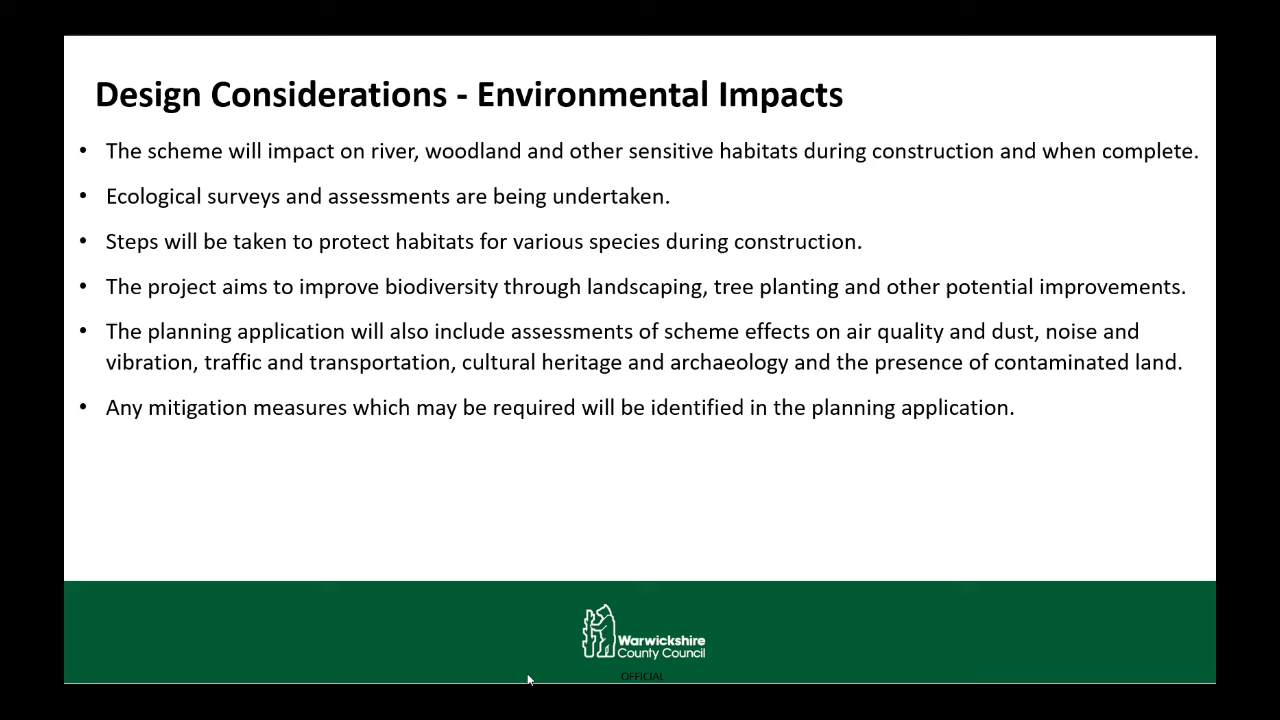 Design Considerations - Environmental Impacts
• The scheme will impact on river, woodland and other sensitive habitats during construction and when complete.
• Ecological surveys and assessments are being undertaken.
• Steps will be taken to protect habitats for various species during construction.
• The project aims to improve biodiversity through landscaping, tree planting and other potential improvements.
• The planning application will also include assessments of scheme effects on air quality and dust, noise and
vibration, traffic and transportation, cultural heritage and archaeology and the presence of contaminated land.
• Any mitigation measures which may be required will be identified in the planning application.
Warwickshire
County Council
OFFICIAL